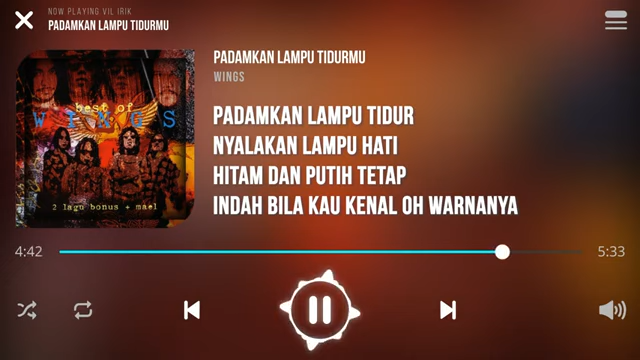 NOW PLAYING VIL IRIK
PADAMKAN LAMPU TIDURMU
PADAMKAN LAMPU TIDURMU
WINGS
best of
WINGS
2 lagu bonus + mael
PADAMKAN LAMPU TIDUR
NYALAKAN LAMPU HATI
HITAM DAN PUTIH TETAP
INDAH BILA KAU KENAL OH WARNANYA
4:42
5:33